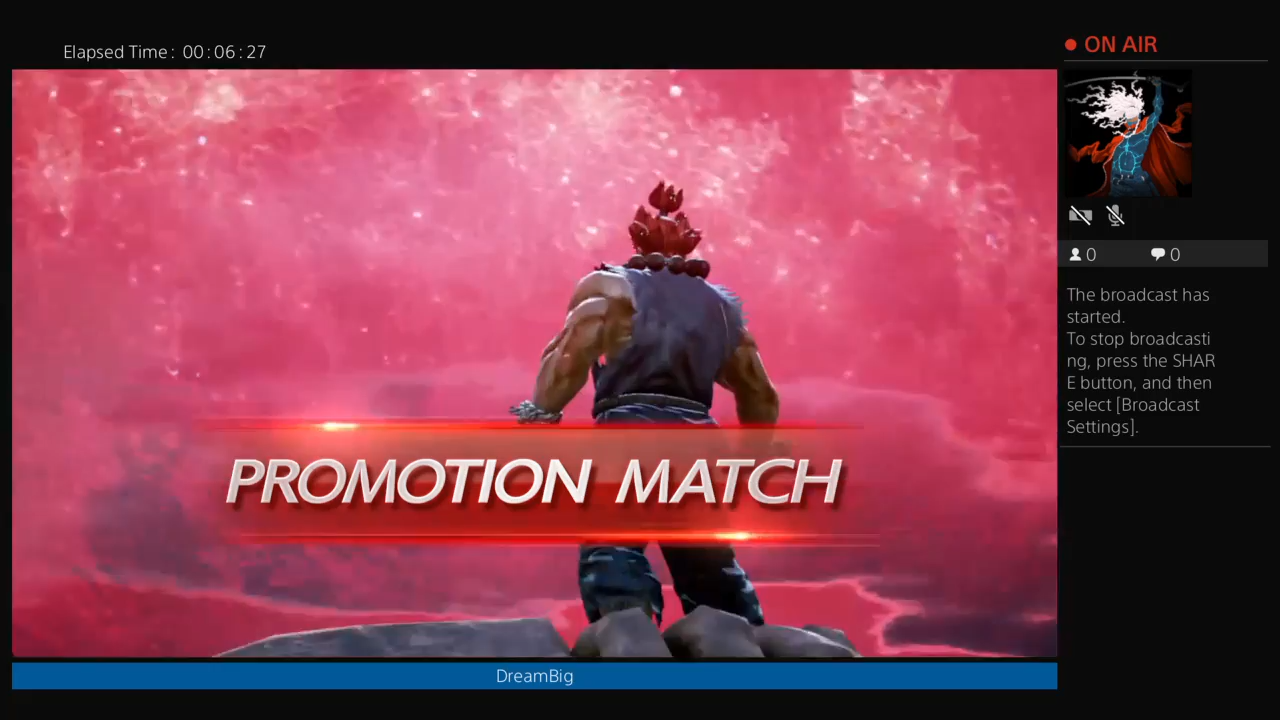 Elapsed Time: 00:06:27
ON AIR
0 0
The broadcast has
started.
To stop broadcasti
ng, press the SHAR
E button, and then
select [Broadcast
Settings].
PROMOTION MATCH
DreamBig